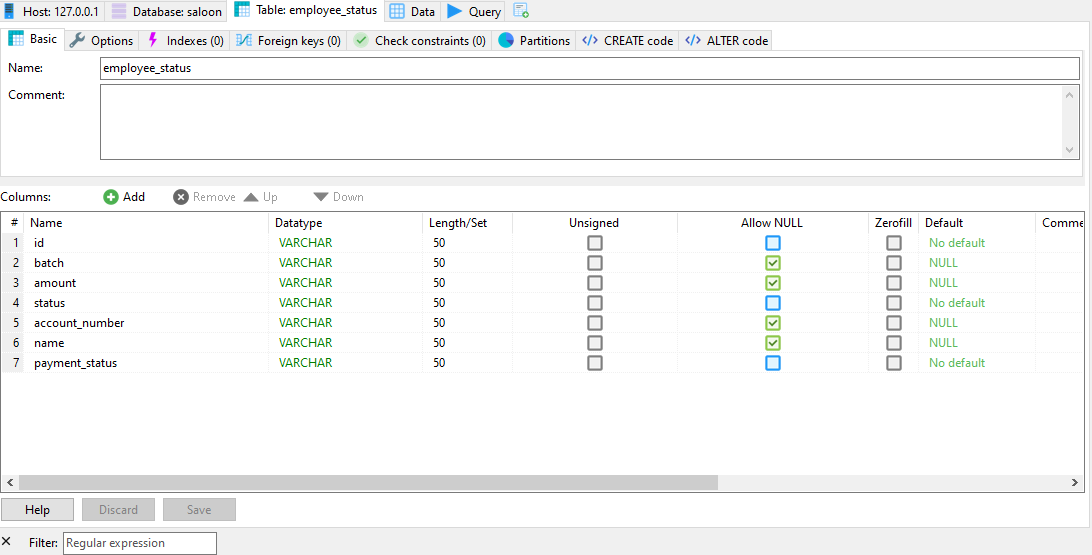 Host: 127.0.0.1 Database: saloon Table: employee_status Data Query
Basic Options Indexes (0) Foreign keys (0) Check constraints (0) Partitions CREATE code ALTER code
Name: employee_status
Comment:
Columns: Add Remove Up Down
# Name Datatype Length/Set Unsigned Allow NULL Zerofill Default Comme
1 id VARCHAR 50 No default
2 batch VARCHAR 50 NULL
3 amount VARCHAR 50 NULL
4 status VARCHAR 50 No default
5 account_number VARCHAR 50 NULL
6 name VARCHAR 50 NULL
7 payment_status VARCHAR 50 No default
Help Discard Save
Filter: Regular expression